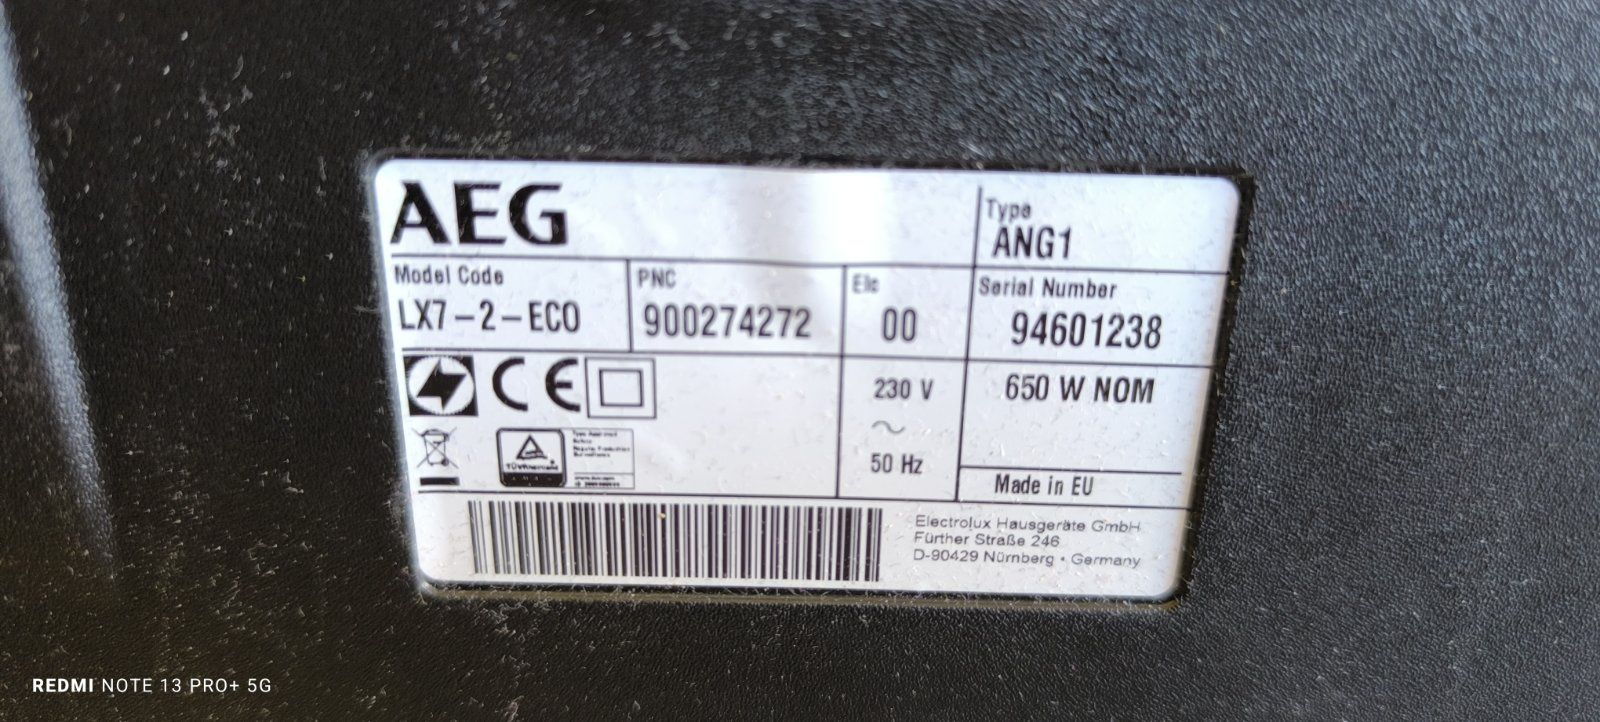 AEG
Type
ANG1
Model Code
LX7-2-ECO
PNC
900274272
Elc
00
Serial Number
94601238
CE
230 V
~
50 Hz
650 W NOM
Made in EU
TÜVRheinland
Electrolux Hausgeräte GmbH
Fürther Straße 246
D-90429 Nürnberg • Germany
REDMI NOTE 13 PRO+ 5G